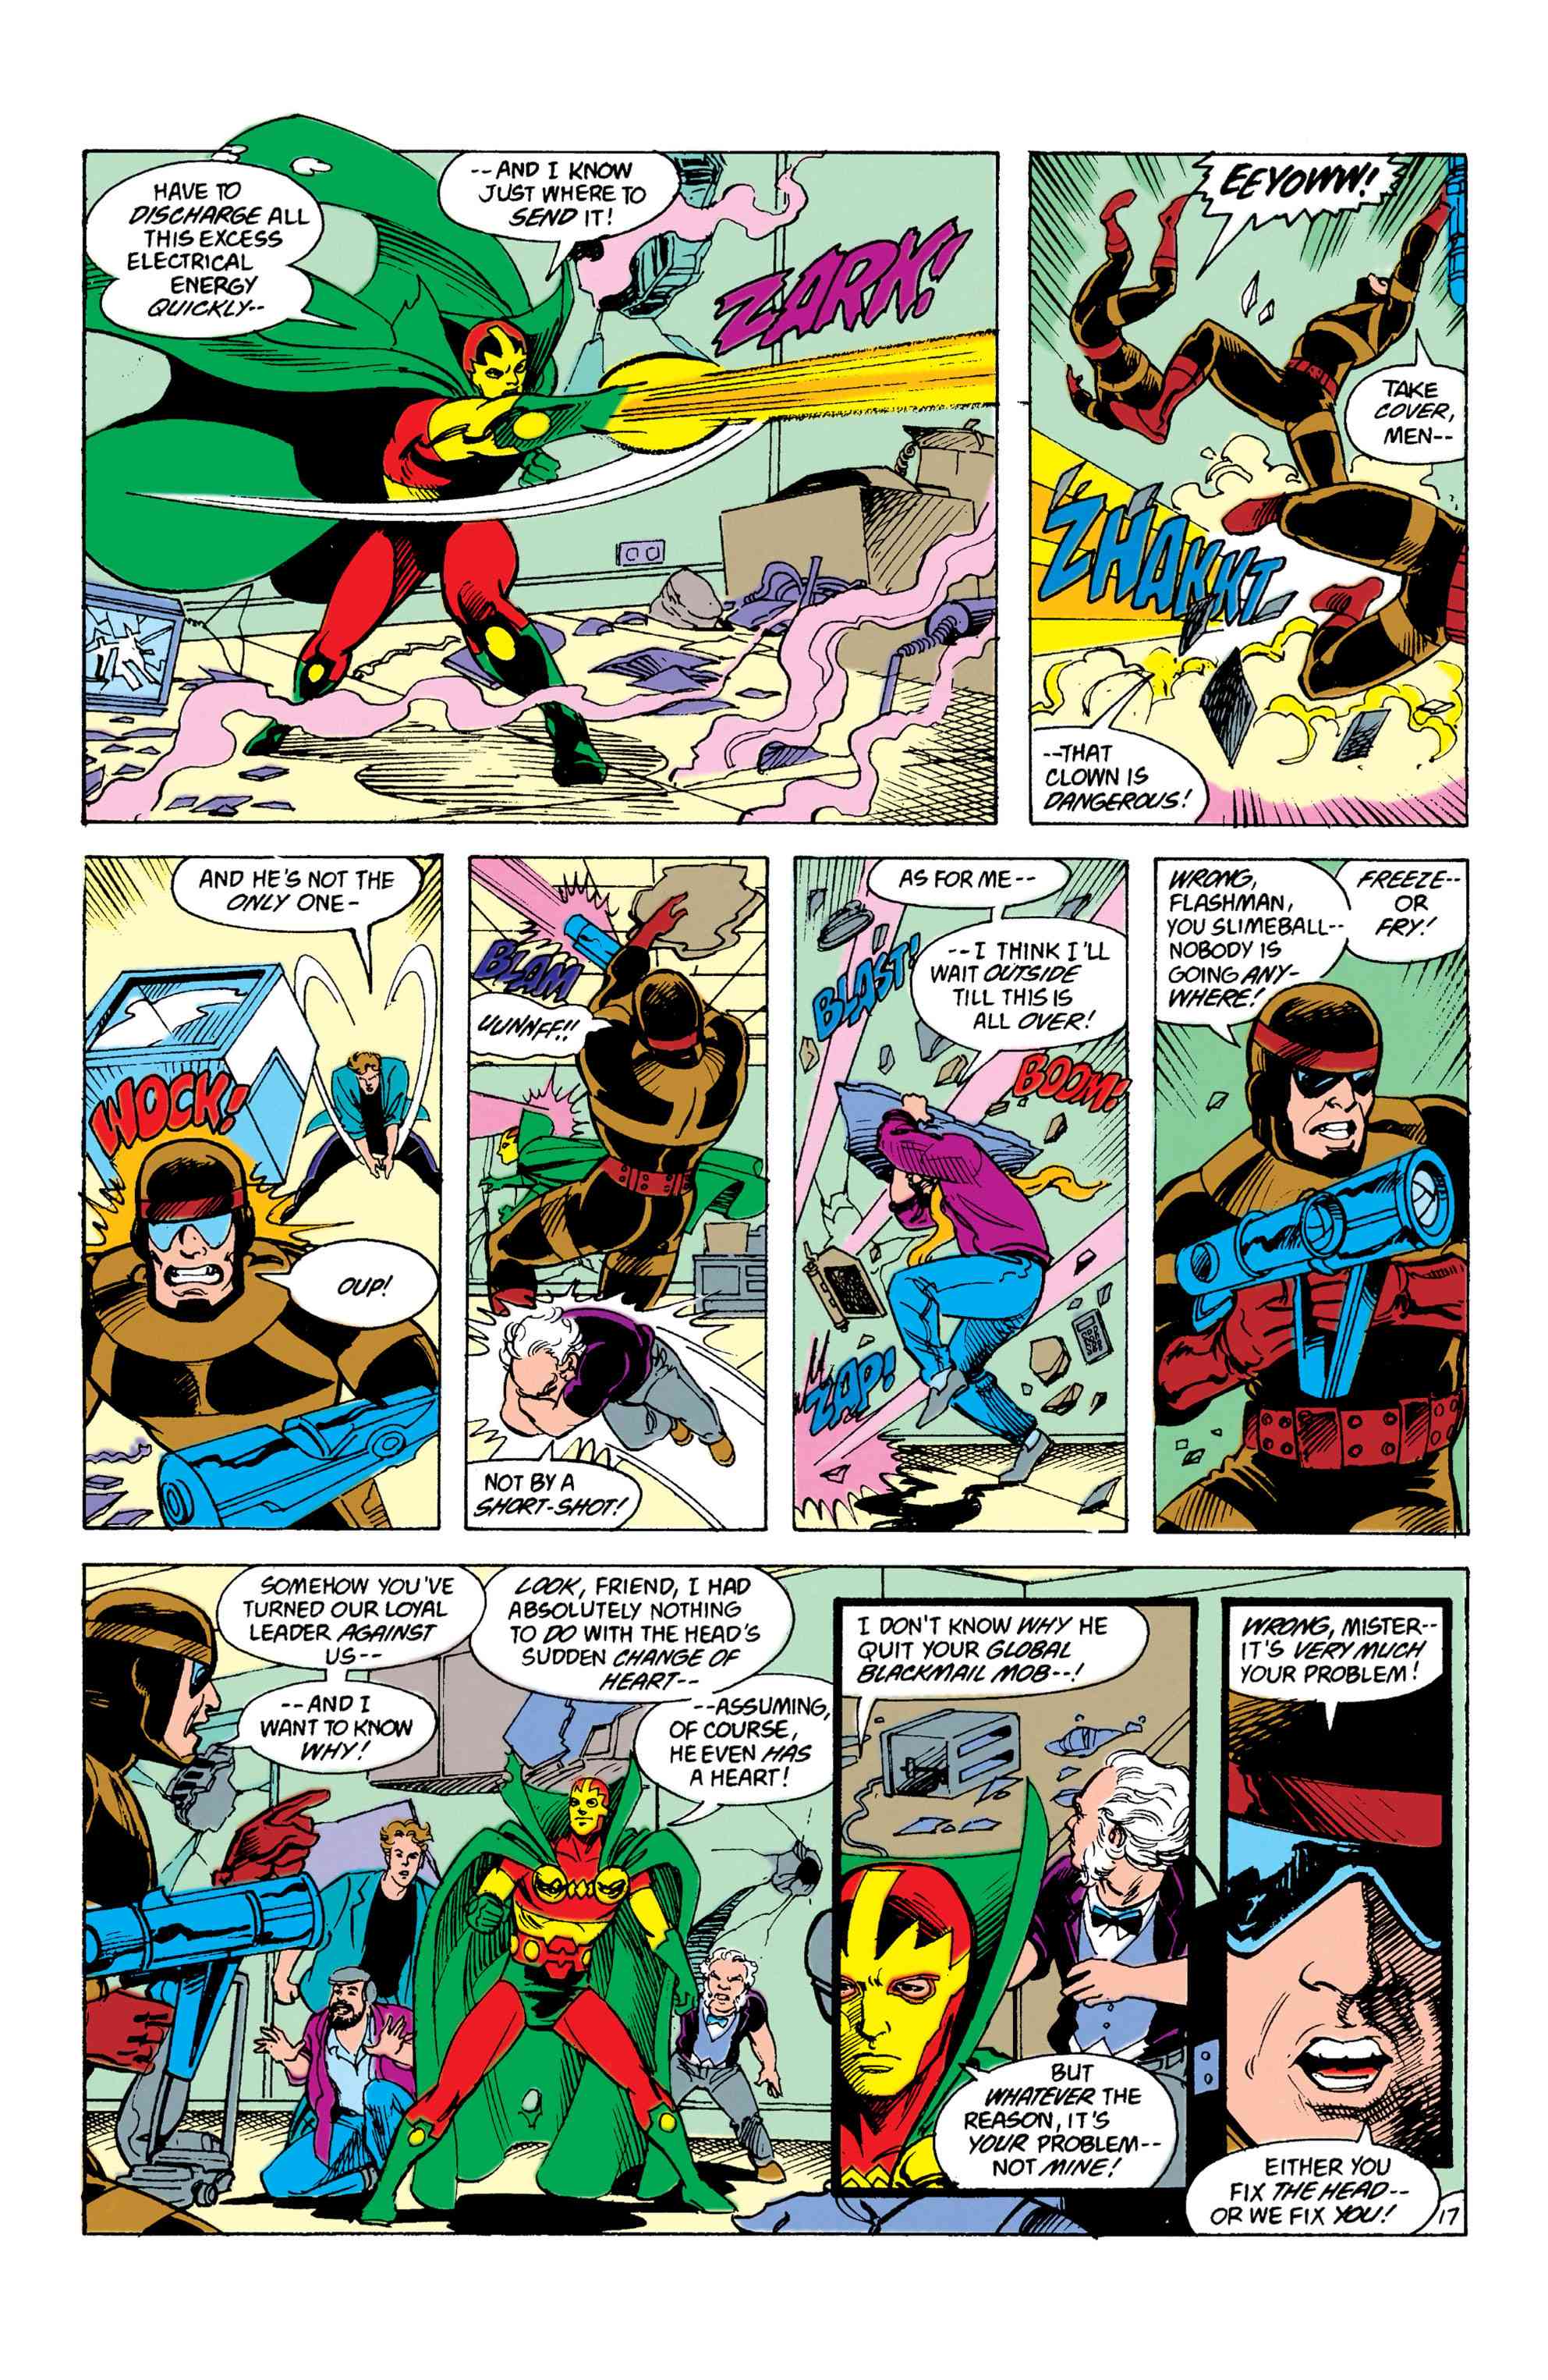 HAVE TO
DISCHARGE ALL
THIS EXCESS
ELECTRICAL
ENERGY
QUICKLY--
--AND I KNOW
JUST WHERE TO
SEND IT!
ZARK!
EEYOWW!
TAKE
COVER,
MEN--
ZHAKKT
--THAT
CLOWN IS
DANGEROUS!
AND HE'S NOT THE
ONLY ONE-
WOCK!
OUP!
BLAM
UUNNFF!!
NOT BY A
SHORT-SHOT!
AS FOR ME--
--I THINK I'LL
WAIT OUTSIDE
TILL THIS IS
ALL OVER!
BLAST!
BOOM!
ZAP!
WRONG,
FLASHMAN,
YOU SLIMEBALL--
NOBODY IS
GOING ANY-
WHERE!
FREEZE--
OR
FRY!
SOMEHOW YOU'VE
TURNED OUR LOYAL
LEADER AGAINST
US--
--AND I
WANT TO KNOW
WHY!
LOOK, FRIEND, I HAD
ABSOLUTELY NOTHING
TO DO WITH THE HEAD'S
SUDDEN CHANGE OF
HEART--
--ASSUMING,
OF COURSE,
HE EVEN HAS
A HEART!
I DON'T KNOW WHY HE
QUIT YOUR GLOBAL
BLACKMAIL MOB--!
BUT
WHATEVER THE
REASON, IT'S
YOUR PROBLEM--
NOT MINE!
WRONG, MISTER--
IT'S VERY MUCH
YOUR PROBLEM!
EITHER YOU
FIX THE HEAD--
OR WE FIX YOU!
17